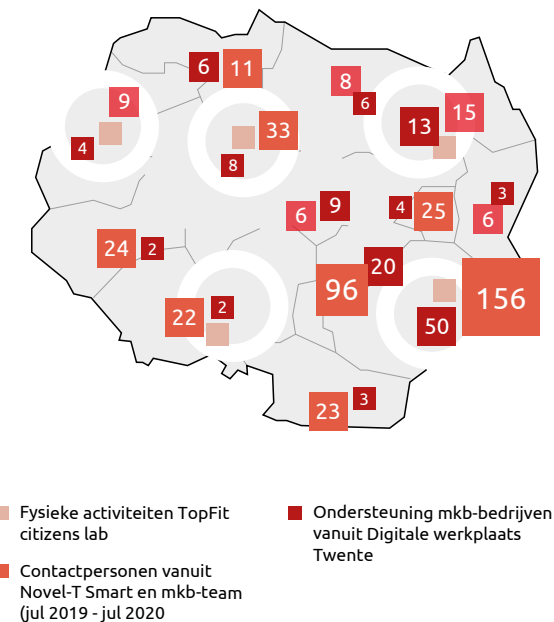 6 11
8
6
9
4
33
8
13 15
3
6
4 25
6 9
24 2
20
96
156
22 2
50
23 3
Fysieke activiteiten TopFit
citizens lab
Contactpersonen vanuit
Novel-T Smart en mkb-team
(jul 2019 - jul 2020
Ondersteuning mkb-bedrijven
vanuit Digitale werkplaats
Twente